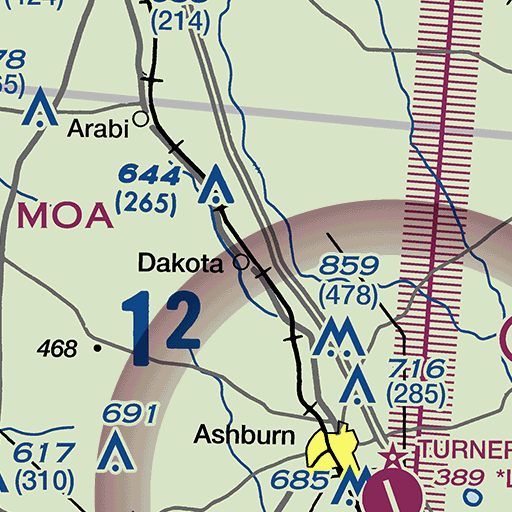 (214)
Arabi
644
(265)
MOA
Dakota
859
(478)
12
468
716
(285)
691
Ashburn
617
(310)
685
TURNER
389 *L